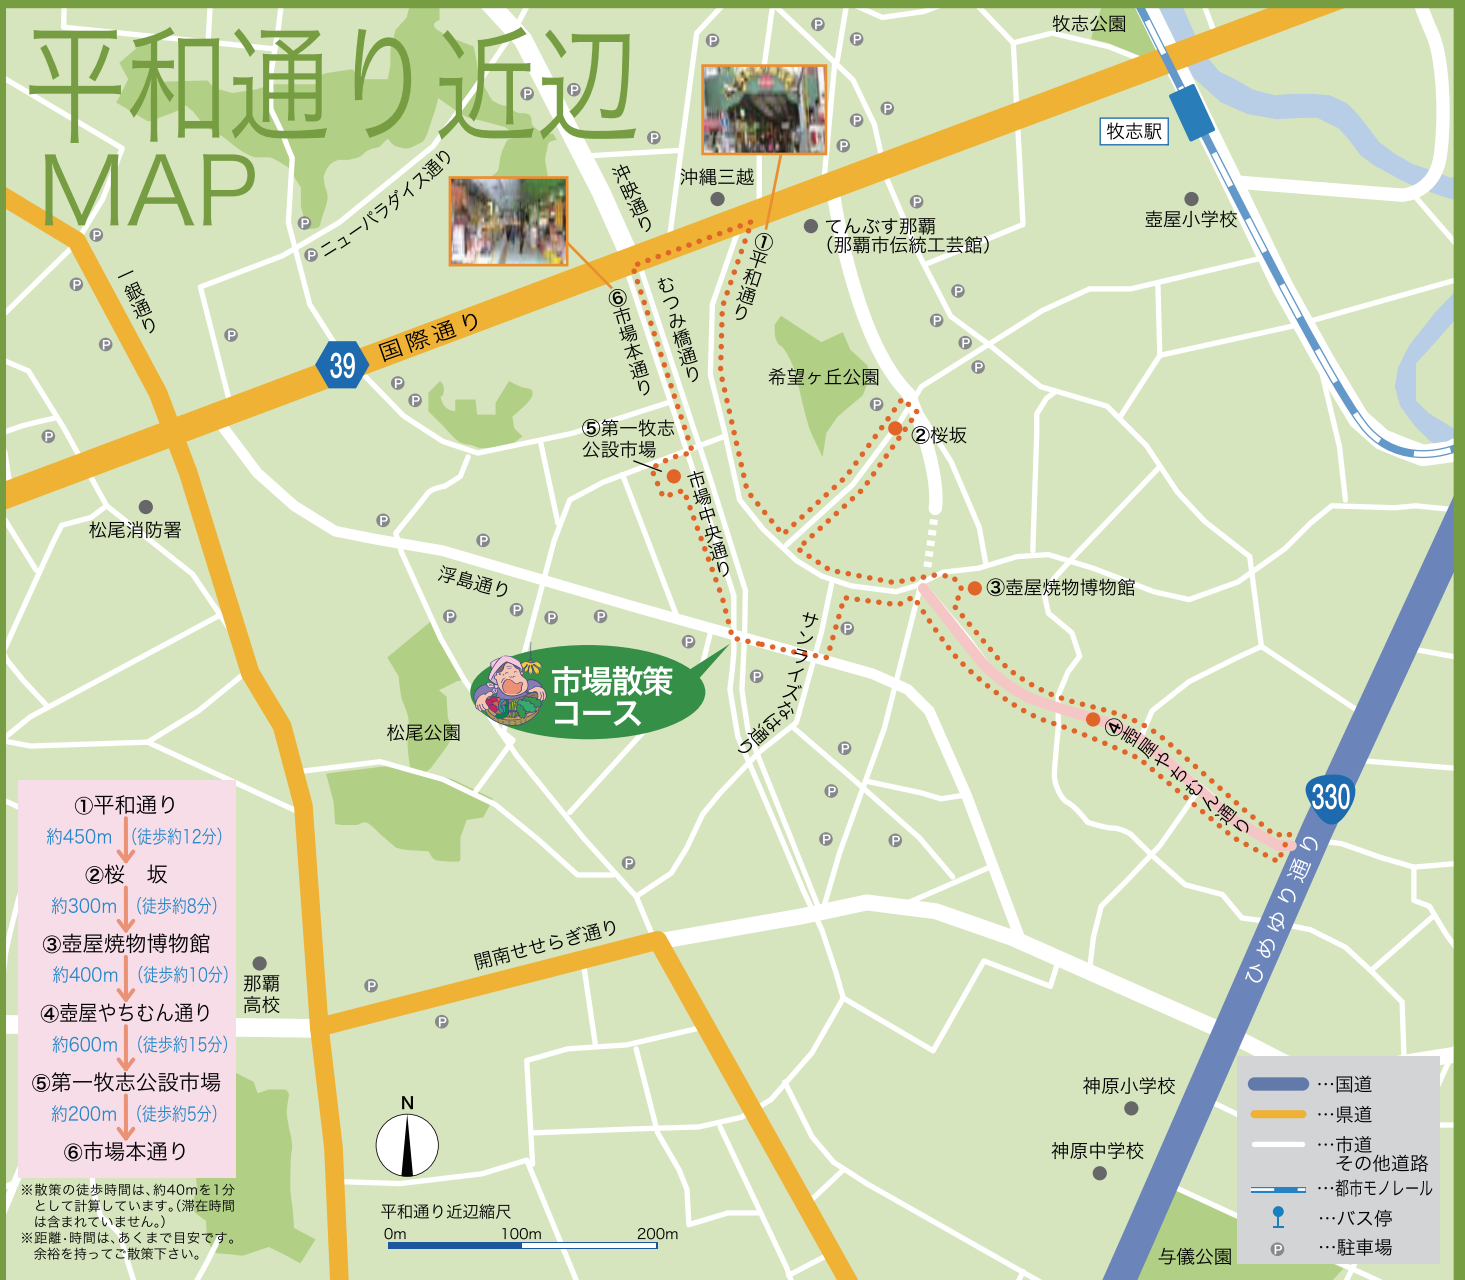 平和通り近辺
MAP
牧志公園
牧志駅
壺屋小学校
沖映通り
沖縄三越
てんぶす那覇
（那覇市伝統工芸館）
ニューパラダイス通り
一銀通り
国際通り
39
①平和通り
⑥市場本通り
むつみ橋通り
希望ヶ丘公園
②桜坂
⑤第一牧志
公設市場
市場中央通り
松尾消防署
浮島通り
③壺屋焼物博物館
サンライズなは通り
市場散策
コース
松尾公園
④壺屋やちむん通り
330
ひめゆり通り
開南せせらぎ通り
那覇
高校
神原小学校
神原中学校
与儀公園
①平和通り
約450m（徒歩約12分）
②桜　坂
約300m（徒歩約8分）
③壺屋焼物博物館
約400m（徒歩約10分）
④壺屋やちむん通り
約600m（徒歩約15分）
⑤第一牧志公設市場
約200m（徒歩約5分）
⑥市場本通り
※散策の徒歩時間は、約40mを1分
として計算しています。（滞在時間
は含まれていません。）
※距離・時間は、あくまで目安です。
余裕を持ってご散策下さい。
N
平和通り近辺縮尺
0m 100m 200m
…国道
…県道
…市道
その他道路
…都市モノレール
…バス停
P …駐車場